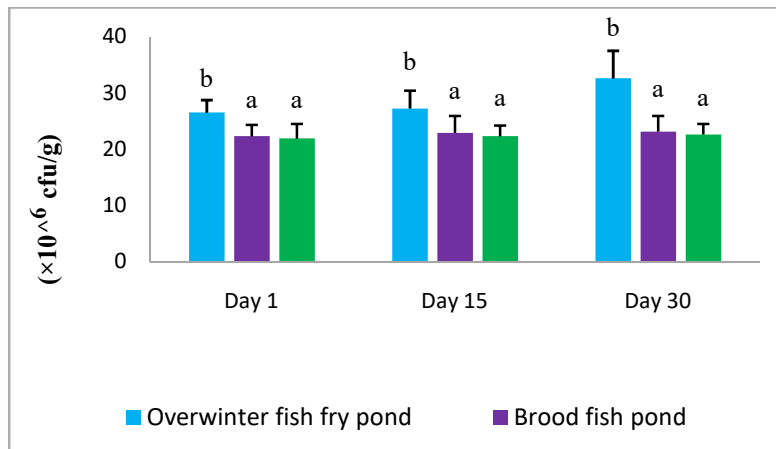 (×10^6 cfu/g)
40
30
20
10
0
b
a
a
b
a
a
b
a
a
Day 1
Day 15
Day 30
Overwinter fish fry pond
Brood fish pond